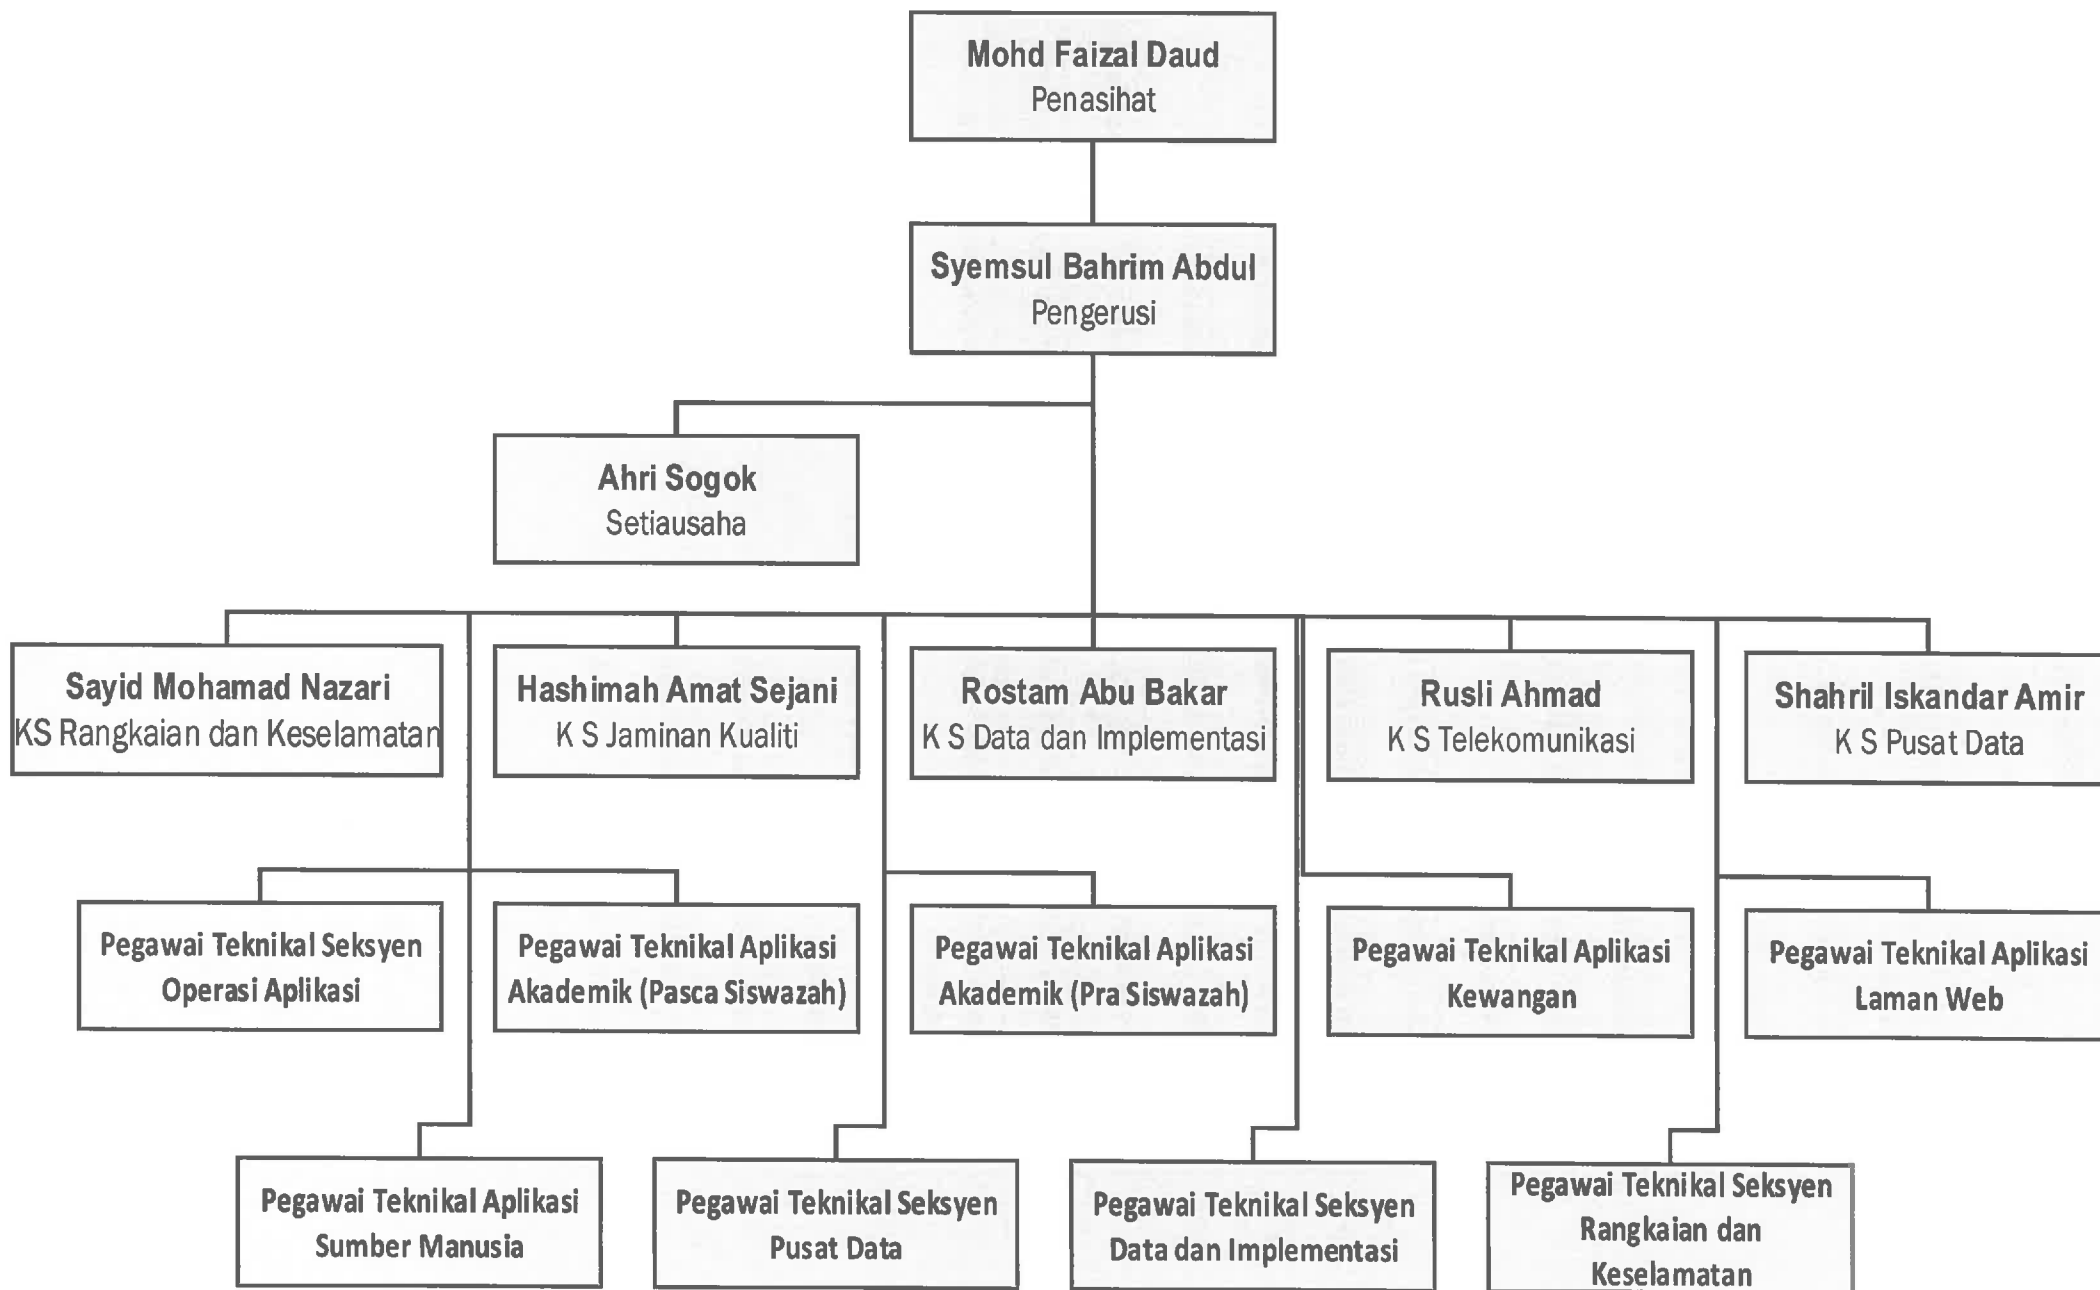 Mohd Faizal Daud
Penasihat
Syemsul Bahrim Abdul
Pengerusi
Ahri Sogok
Setiausaha
Sayid Mohamad Nazari
KS Rangkaian dan Keselamatan
Hashimah Amat Sejani
K S Jaminan Kualiti
Rostam Abu Bakar
K S Data dan Implementasi
Rusli Ahmad
K S Telekomunikasi
Shahril Iskandar Amir
K S Pusat Data
Pegawai Teknikal Seksyen
Operasi Aplikasi
Pegawai Teknikal Aplikasi
Akademik (Pasca Siswazah)
Pegawai Teknikal Aplikasi
Akademik (Pra Siswazah)
Pegawai Teknikal Aplikasi
Kewangan
Pegawai Teknikal Aplikasi
Laman Web
Pegawai Teknikal Aplikasi
Sumber Manusia
Pegawai Teknikal Seksyen
Pusat Data
Pegawai Teknikal Seksyen
Data dan Implementasi
Pegawai Teknikal Seksyen
Rangkaian dan
Keselamatan